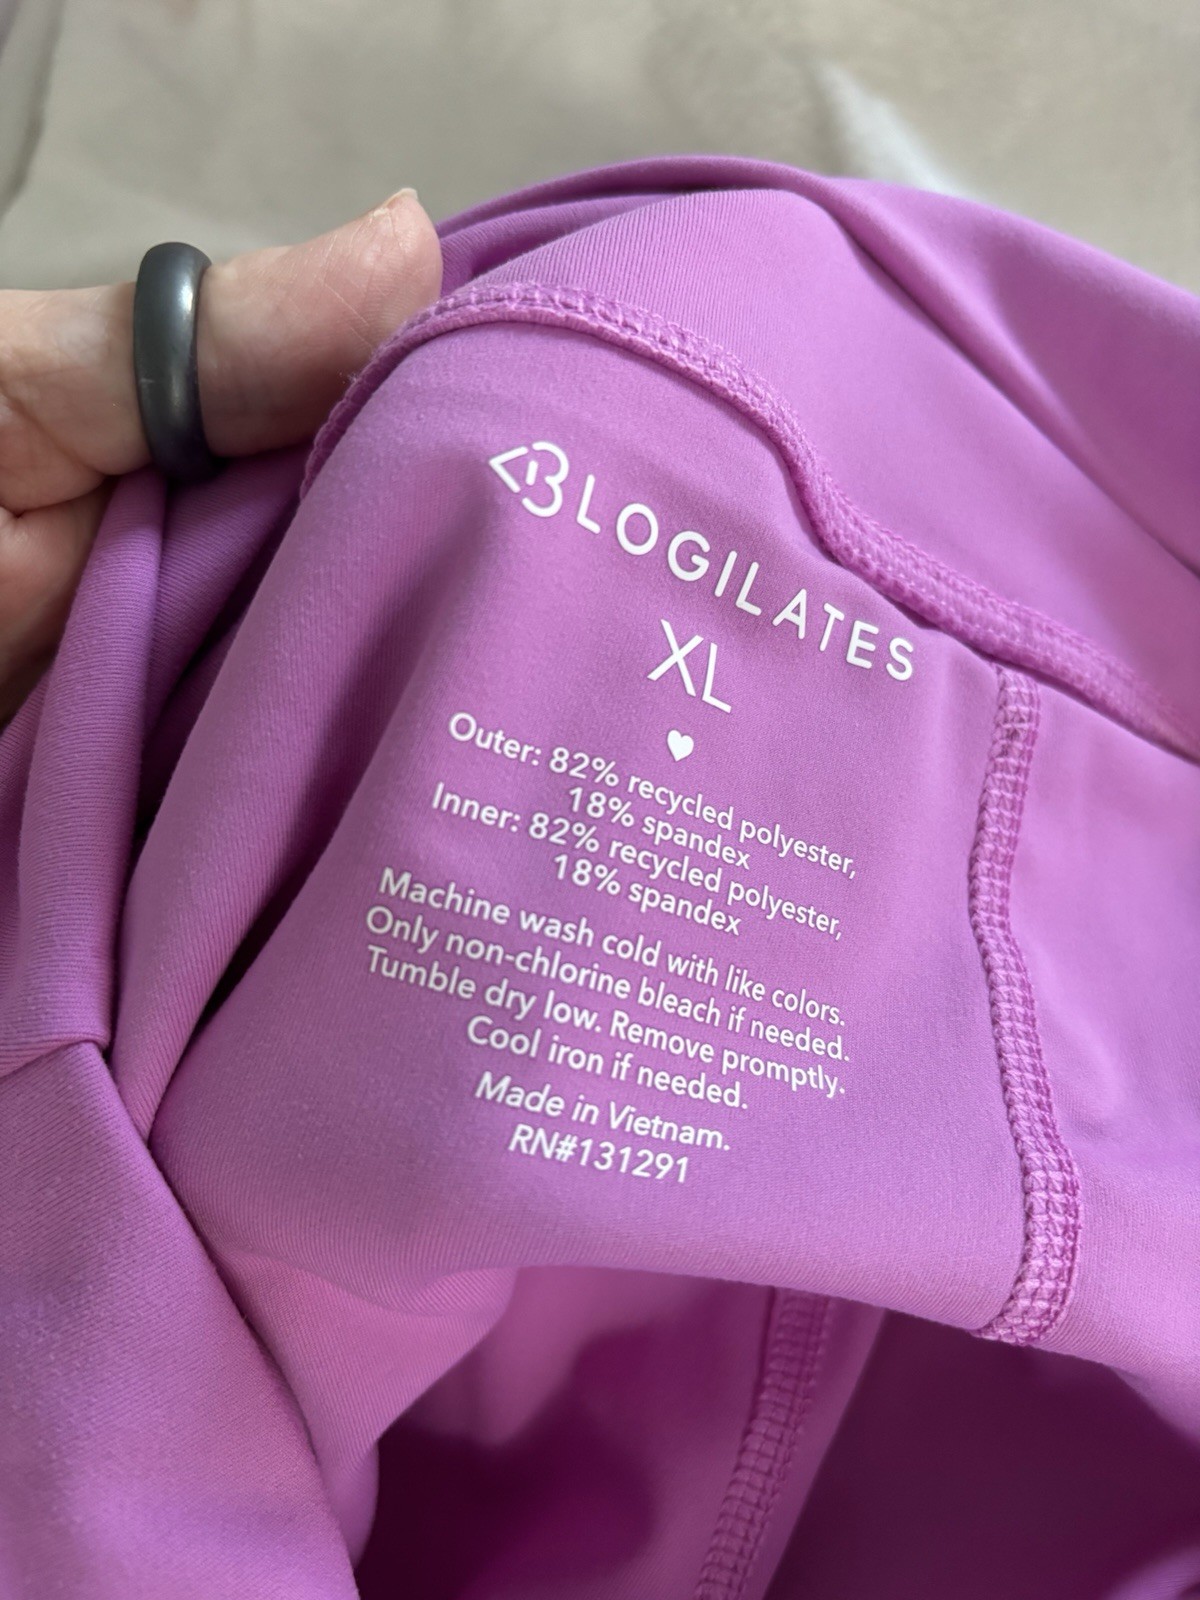 BLOGILATES
XL
Outer: 82% recycled polyester,
18% spandex
Inner: 82% recycled polyester,
18% spandex
Machine wash cold with like colors.
Only non-chlorine bleach if needed.
Tumble dry low. Remove promptly.
Cool iron if needed.
Made in Vietnam.
RN#131291